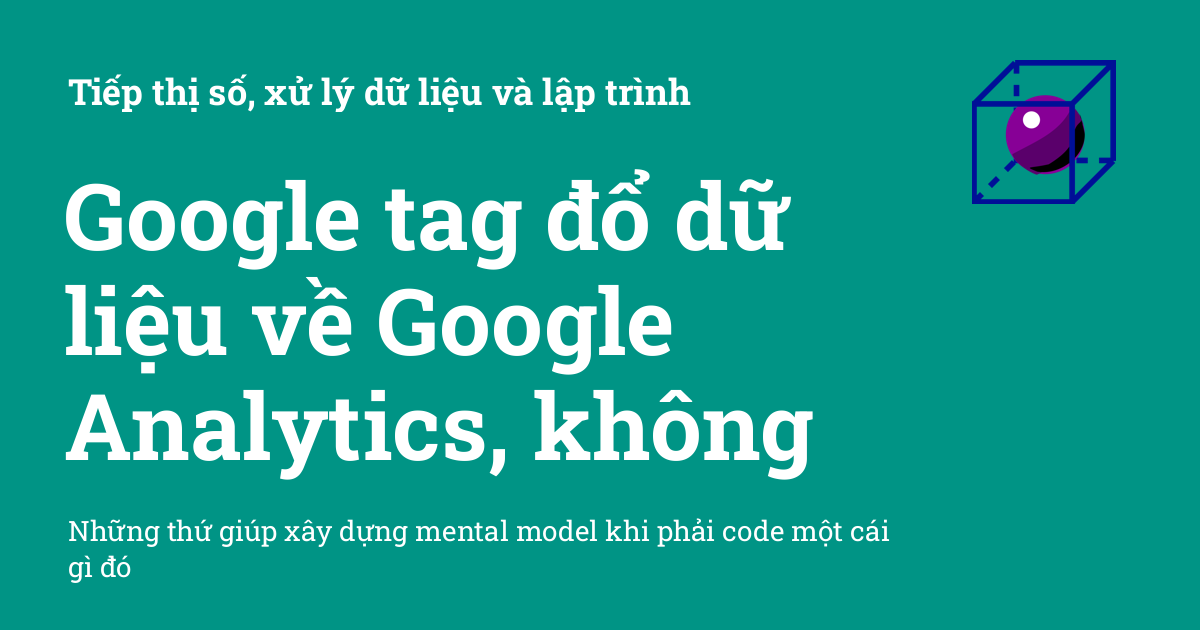 Tiếp thị số, xử lý dữ liệu và lập trình
Google tag đổ dữ
liệu về Google
Analytics, không
Những thứ giúp xây dựng mental model khi phải code một cái
gì đó